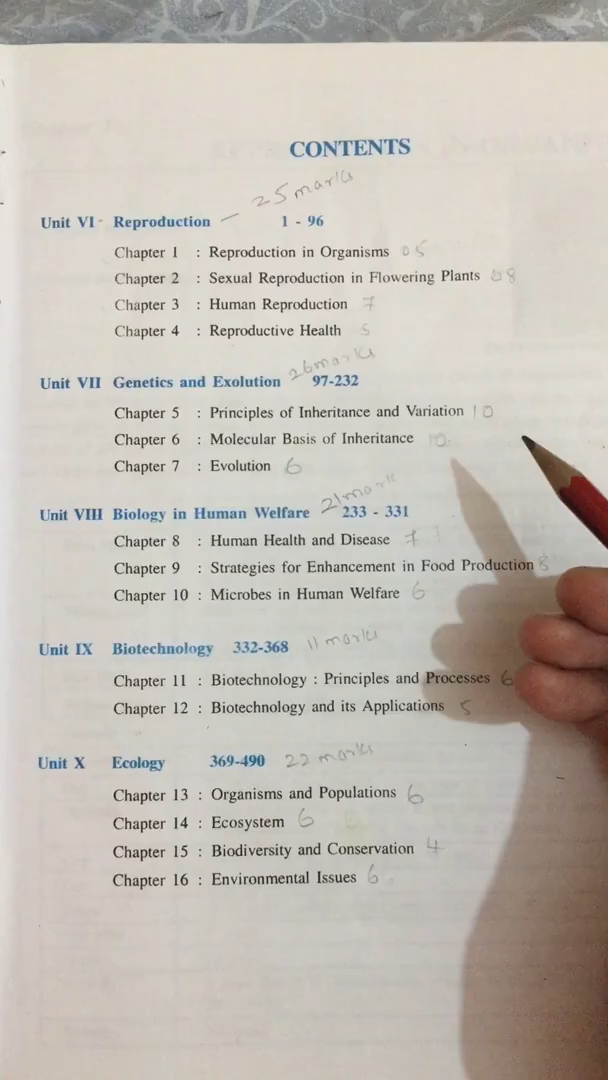 CONTENTS
25 marks
Unit VI - Reproduction — 1 - 96
Chapter 1 : Reproduction in Organisms 05
Chapter 2 : Sexual Reproduction in Flowering Plants 08
Chapter 3 : Human Reproduction 7
Chapter 4 : Reproductive Health 5
26 marks
Unit VII Genetics and Exolution 97-232
Chapter 5 : Principles of Inheritance and Variation 10
Chapter 6 : Molecular Basis of Inheritance 10
Chapter 7 : Evolution 6
21 mark
Unit VIII Biology in Human Welfare 233 - 331
Chapter 8 : Human Health and Disease 7
Chapter 9 : Strategies for Enhancement in Food Production 8
Chapter 10 : Microbes in Human Welfare 6
Unit IX Biotechnology 332-368 11 marks
Chapter 11 : Biotechnology : Principles and Processes 6
Chapter 12 : Biotechnology and its Applications 5
Unit X Ecology 369-490 22 marks
Chapter 13 : Organisms and Populations 6
Chapter 14 : Ecosystem 6
Chapter 15 : Biodiversity and Conservation 4
Chapter 16 : Environmental Issues 6